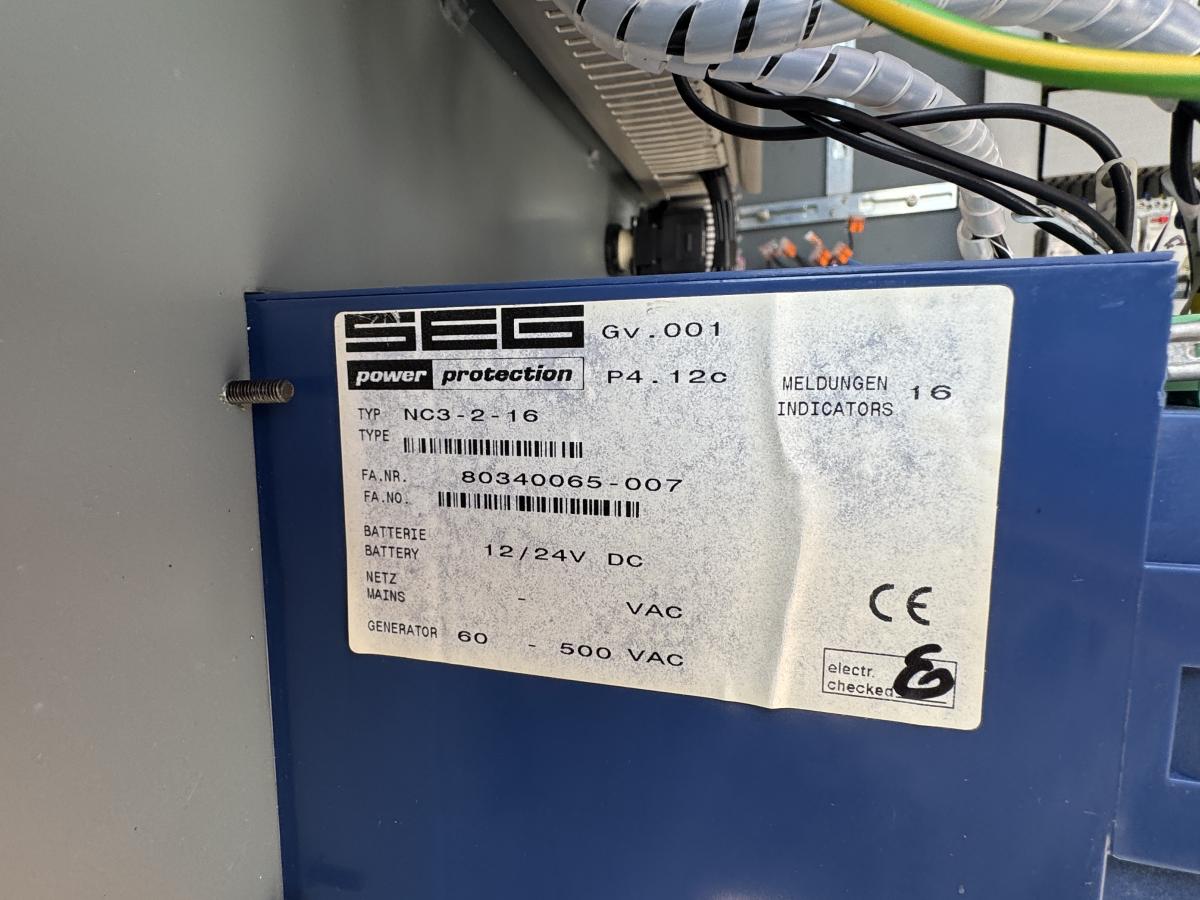 SEG Gv.001
power protection P4.12c
MELDUNGEN
INDICATORS 16
TYP NC3-2-16
TYPE
FA.NR. 80340065-007
FA.NO.
BATTERIE
BATTERY 12/24V DC
NETZ
MAINS - VAC
GENERATOR 60 - 500 VAC
CE
electr.
checked